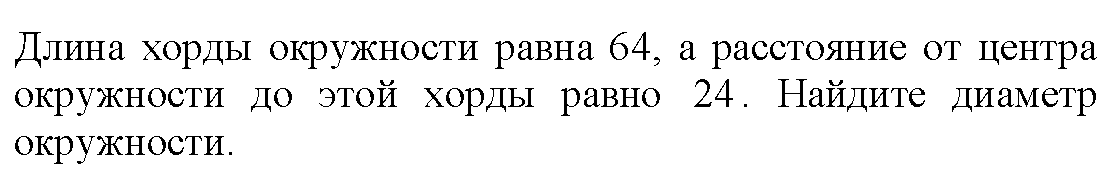 Длина хорды окружности равна 64, а расстояние от центра
окружности до этой хорды равно 24. Найдите диаметр
окружности.